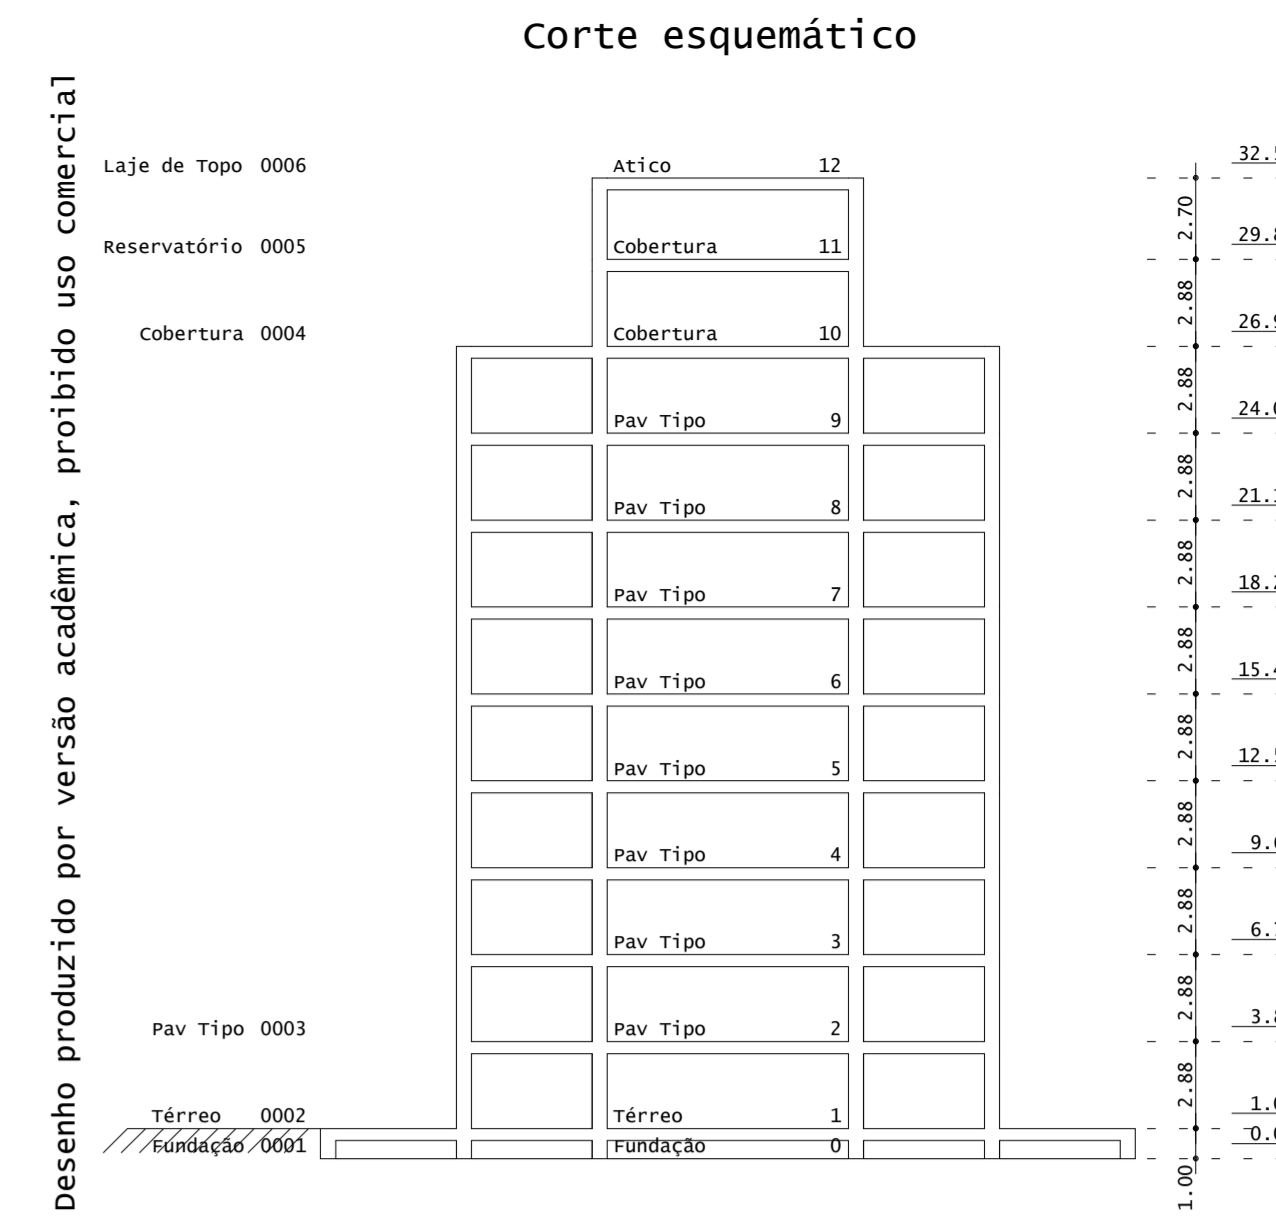 Corte esquemático
Desenho produzido por versão acadêmica, proibido uso comercial
Laje de Topo 0006 Atico 12
2.70
Reservatório 0005 Cobertura 11
2.88
Cobertura 0004 Cobertura 10
2.88
Pav Tipo 9
2.88
Pav Tipo 8
2.88
Pav Tipo 7
2.88
Pav Tipo 6
2.88
Pav Tipo 5
2.88
Pav Tipo 4
2.88
Pav Tipo 3
2.88
Pav Tipo 0003 Pav Tipo 2
2.88
Térreo 0002 Térreo 1
Fundação 0001 Fundação 0
1.00